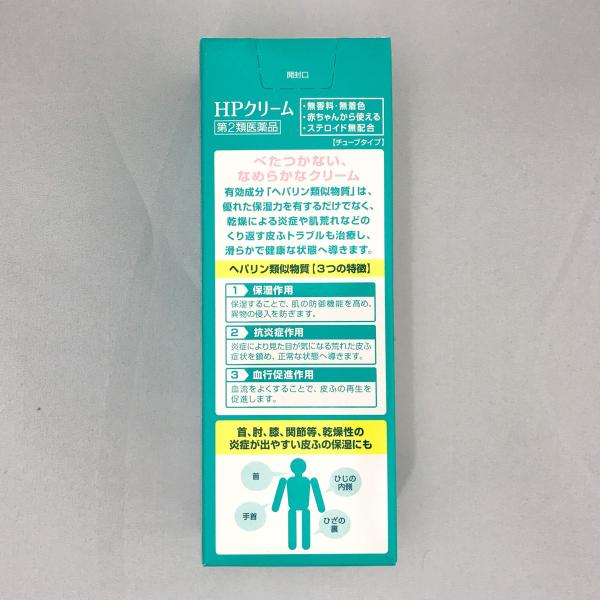 開封口
HPクリーム
第2類医薬品
・無香料・無着色
・赤ちゃんから使える
・ステロイド無配合
【チューブタイプ】
べたつかない、
なめらかなクリーム
有効成分「ヘパリン類似物質」は、
優れた保湿力を有するだけでなく、
乾燥による炎症や肌荒れなどの
くり返す皮ふトラブルも治療し、
滑らかで健康な状態へ導きます。
ヘパリン類似物質【3つの特徴】
1 保湿作用
保湿することで、肌の防御機能を高め、
異物の侵入を防ぎます。
2 抗炎症作用
炎症により見た目が気になる荒れた皮ふ
症状を鎮め、正常な状態へ導きます。
3 血行促進作用
血流をよくすることで、皮ふの再生を
促進します。
首、肘、膝、関節等、乾燥性の
炎症が出やすい皮ふの保湿にも
首
ひじの
内側
手首
ひざの
裏